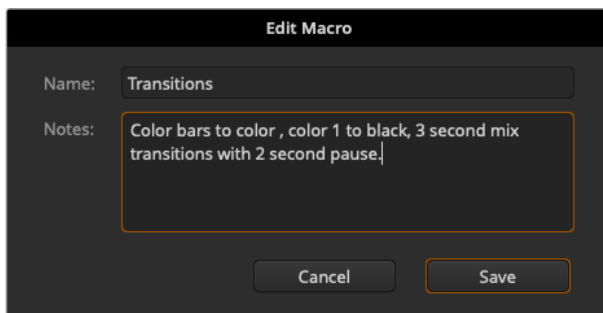 Edit Macro
Name: Transitions
Notes: Color bars to color , color 1 to black, 3 second mix
transitions with 2 second pause.
Cancel Save